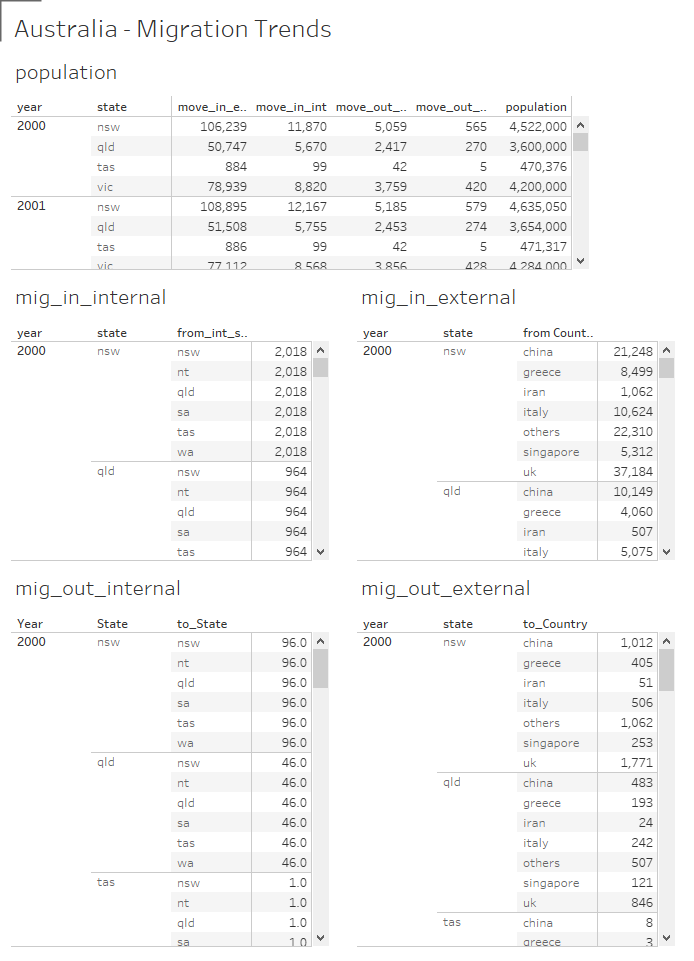 Australia - Migration Trends
population
year state move_in_e.. move_in_int move_out_.. move_out_.. population
2000 nsw 106,239 11,870 5,059 565 4,522,000
qld 50,747 5,670 2,417 270 3,600,000
tas 884 99 42 5 470,376
vic 78,939 8,820 3,759 420 4,200,000
2001 nsw 108,895 12,167 5,185 579 4,635,050
qld 51,508 5,755 2,453 274 3,654,000
tas 886 99 42 5 471,317
vic 77,112 8,568 3,856 428 4,284,000
mig_in_internal
year state from_int_s..
2000 nsw nsw 2,018
nt 2,018
qld 2,018
sa 2,018
tas 2,018
wa 2,018
qld nsw 964
nt 964
qld 964
sa 964
tas 964
mig_in_external
year state from Count..
2000 nsw china 21,248
greece 8,499
iran 1,062
italy 10,624
others 22,310
singapore 5,312
uk 37,184
qld china 10,149
greece 4,060
iran 507
italy 5,075
mig_out_internal
Year State to_State
2000 nsw nsw 96.0
nt 96.0
qld 96.0
sa 96.0
tas 96.0
wa 96.0
qld nsw 46.0
nt 46.0
qld 46.0
sa 46.0
tas 46.0
wa 46.0
tas nsw 1.0
nt 1.0
qld 1.0
sa 1.0
mig_out_external
year state to_Country
2000 nsw china 1,012
greece 405
iran 51
italy 506
others 1,062
singapore 253
uk 1,771
qld china 483
greece 193
iran 24
italy 242
others 507
singapore 121
uk 846
tas china 8
greece 3